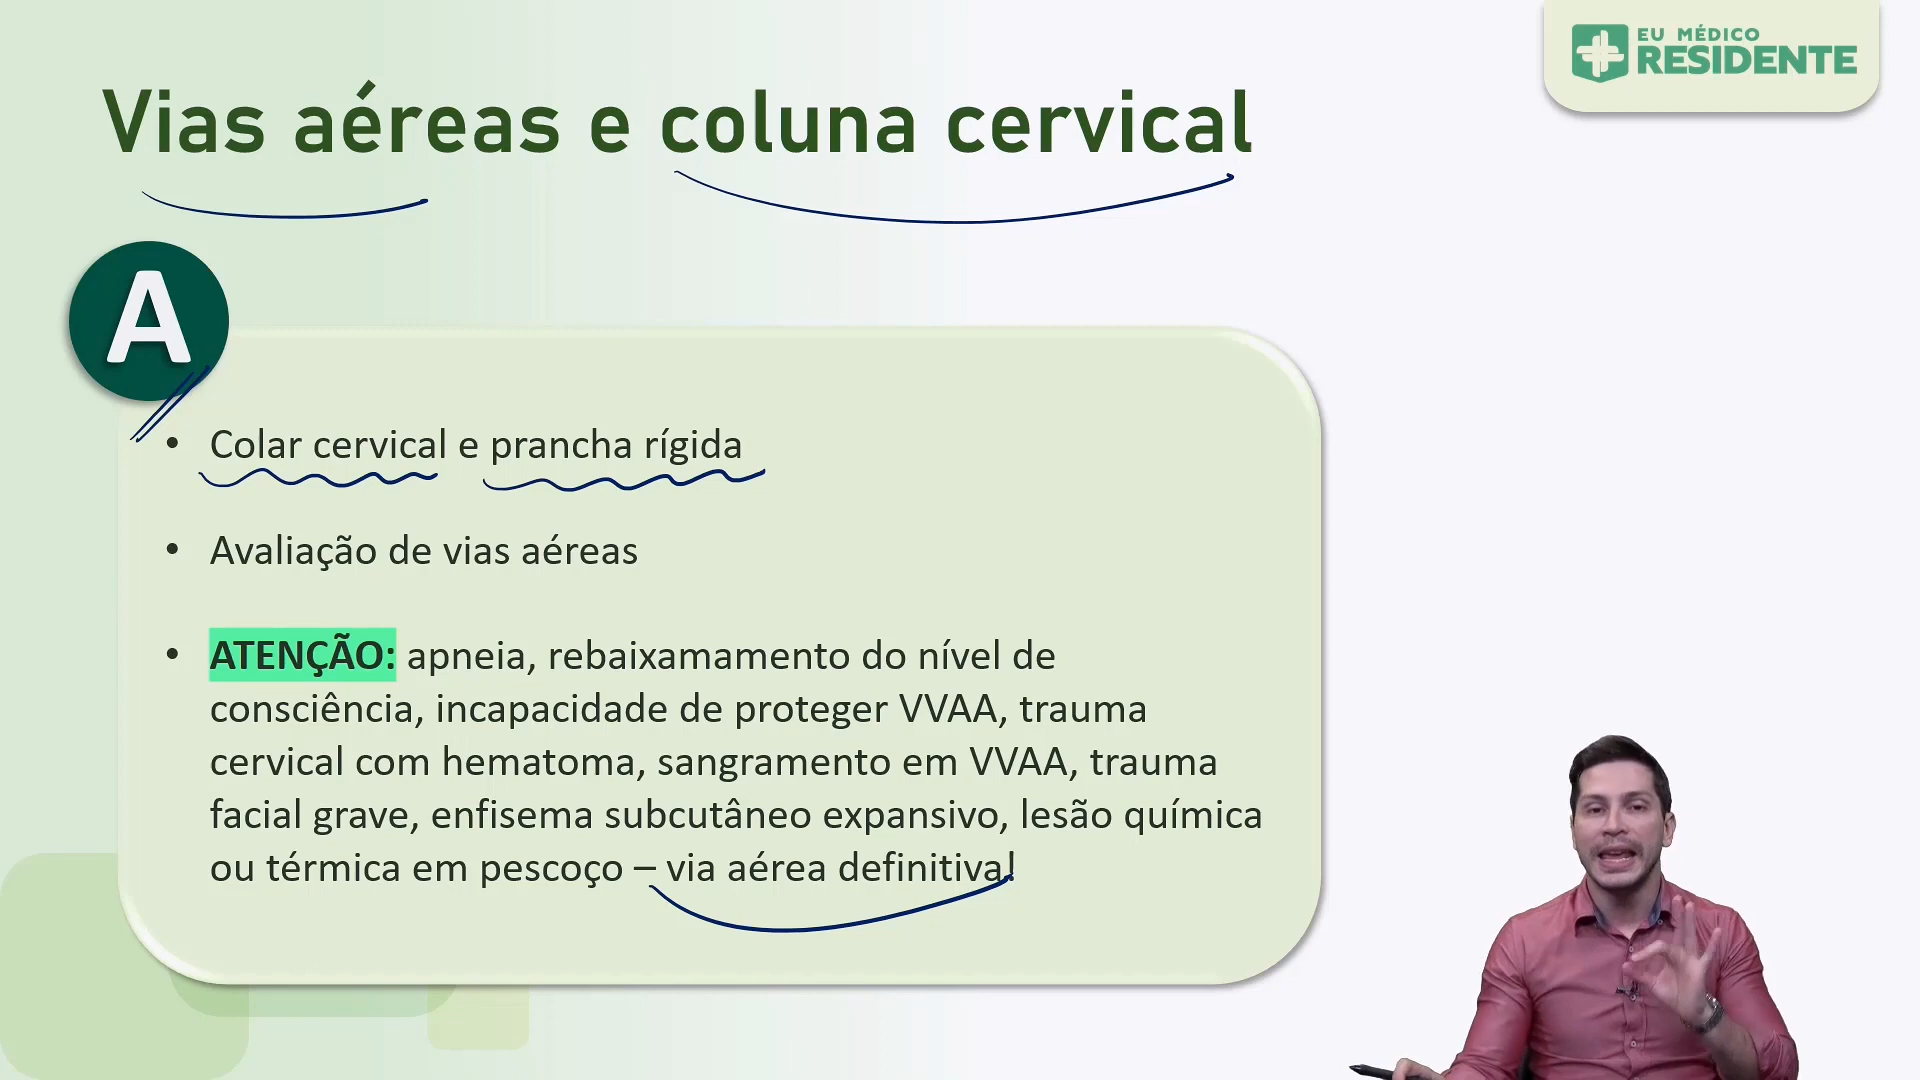 EU MÉDICO
RESIDENTE
Vias aéreas e coluna cervical
A
• Colar cervical e prancha rígida
• Avaliação de vias aéreas
• ATENÇÃO: apneia, rebaixamamento do nível de
consciência, incapacidade de proteger VVAA, trauma
cervical com hematoma, sangramento em VVAA, trauma
facial grave, enfisema subcutâneo expansivo, lesão química
ou térmica em pescoço – via aérea definitiva!